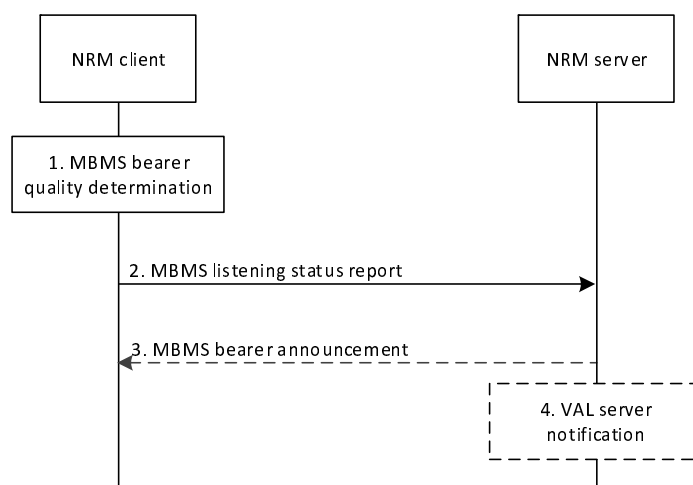 NRM client
NRM server
1. MBMS bearer
quality determination
2. MBMS listening status report
3. MBMS bearer announcement
4. VAL server
notification